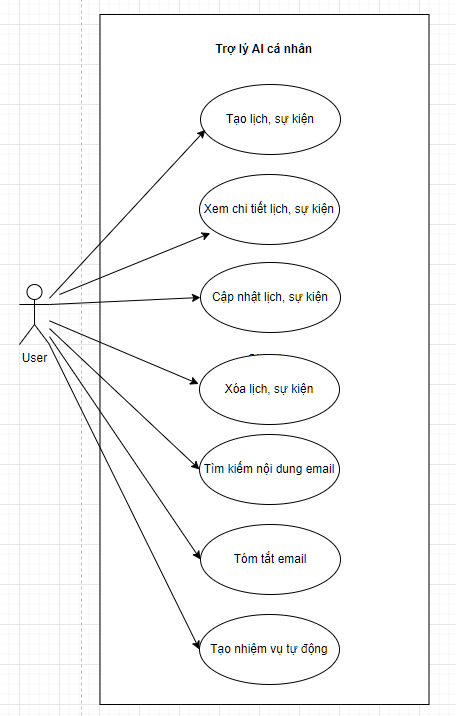 Trợ lý AI cá nhân
Tạo lịch, sự kiện
Xem chi tiết lịch, sự kiện
Cập nhật lịch, sự kiện
User
Xóa lịch, sự kiện
Tìm kiếm nội dung email
Tóm tắt email
Tạo nhiệm vụ tự động